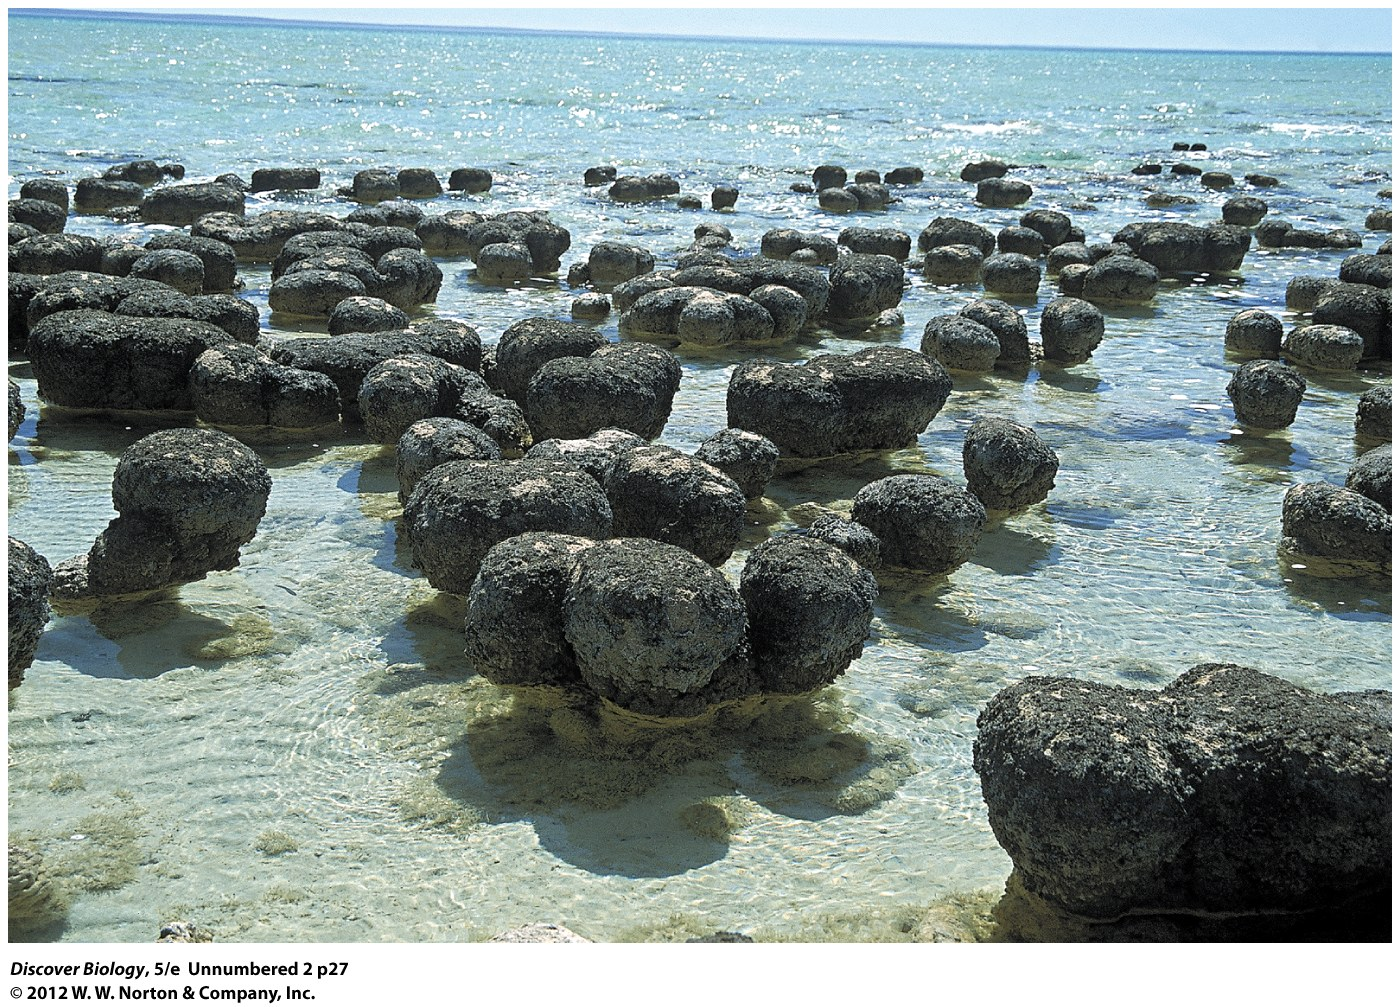 Discover Biology, 5/e Unnumbered 2 p27
© 2012 W. W. Norton & Company, Inc.